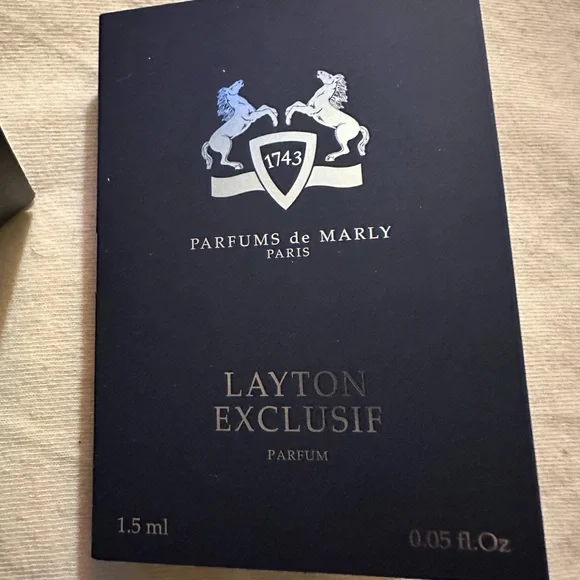 1743
PARFUMS de MARLY
PARIS
LAYTON
EXCLUSIF
PARFUM
1.5 ml
0.05 fl.Oz